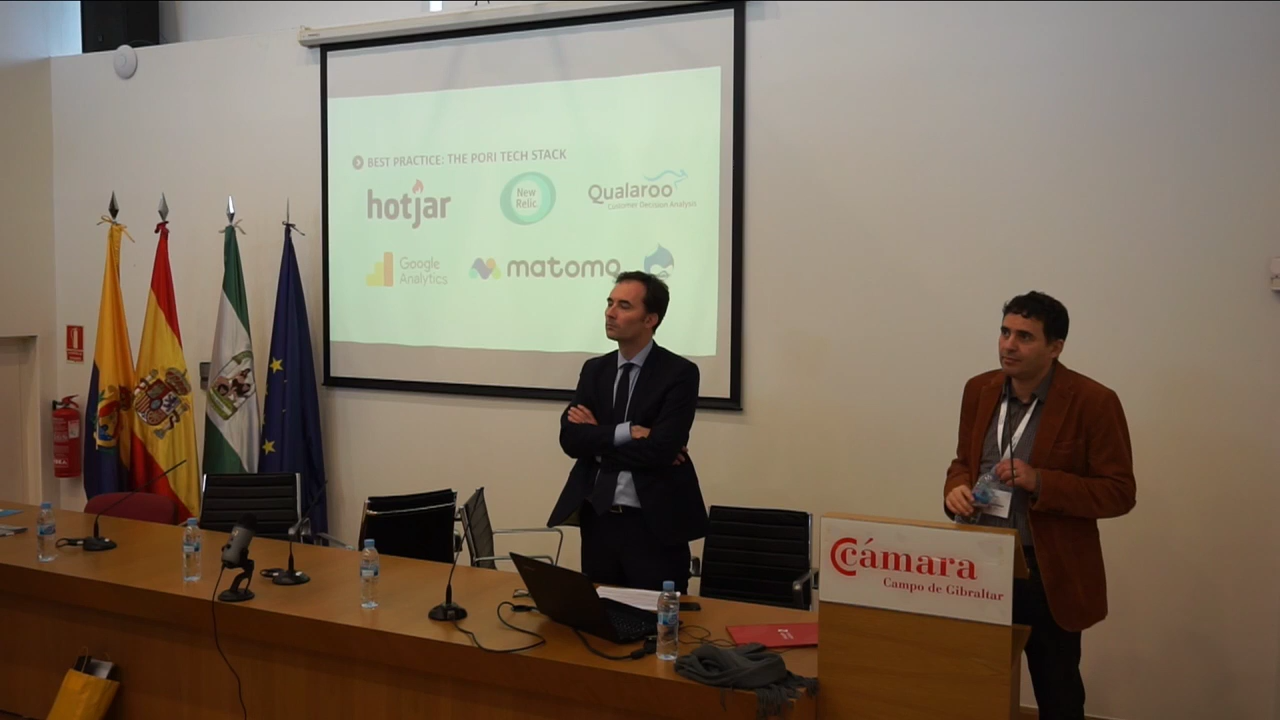 BEST PRACTICE: THE PORI TECH STACK
hotjar
New
Relic
Qualaroo
Customer Decision Analysis
Google
Analytics
matomo
cámara
Campo de Gibraltar